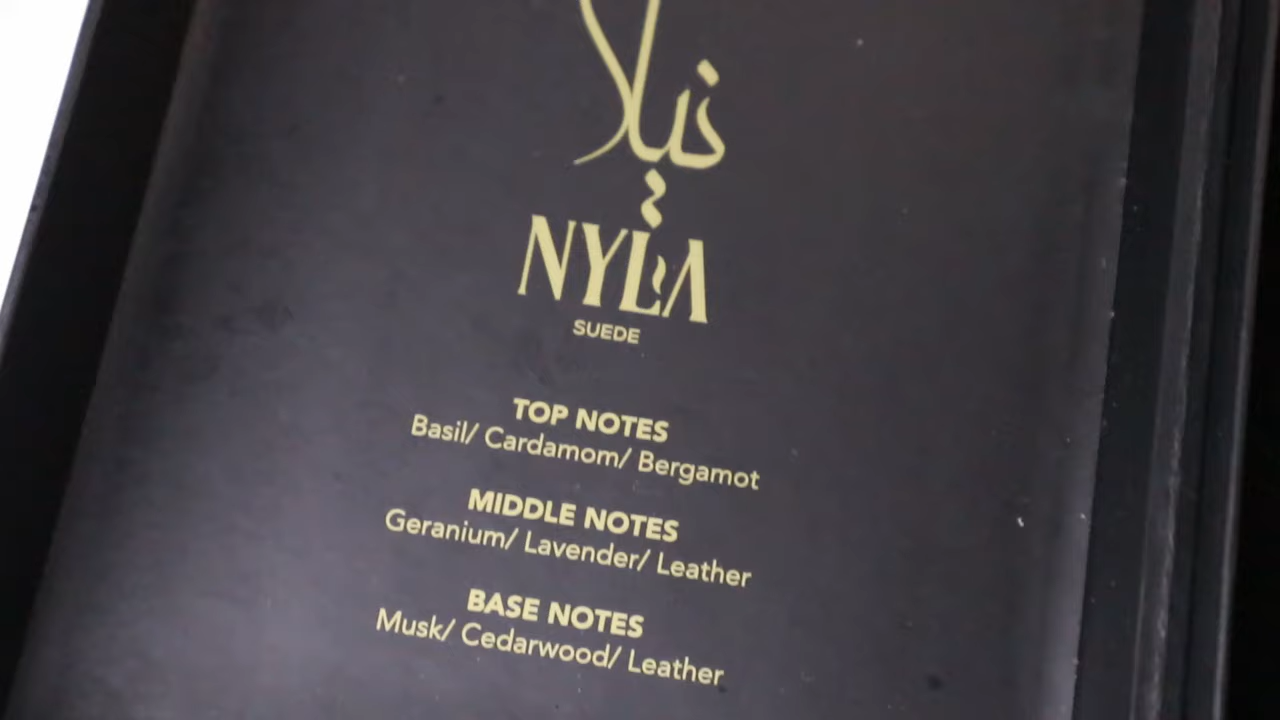 نيلا
NYLA
SUEDE
TOP NOTES
Basil/ Cardamom/ Bergamot
MIDDLE NOTES
Geranium/ Lavender/ Leather
BASE NOTES
Musk/ Cedarwood/ Leather